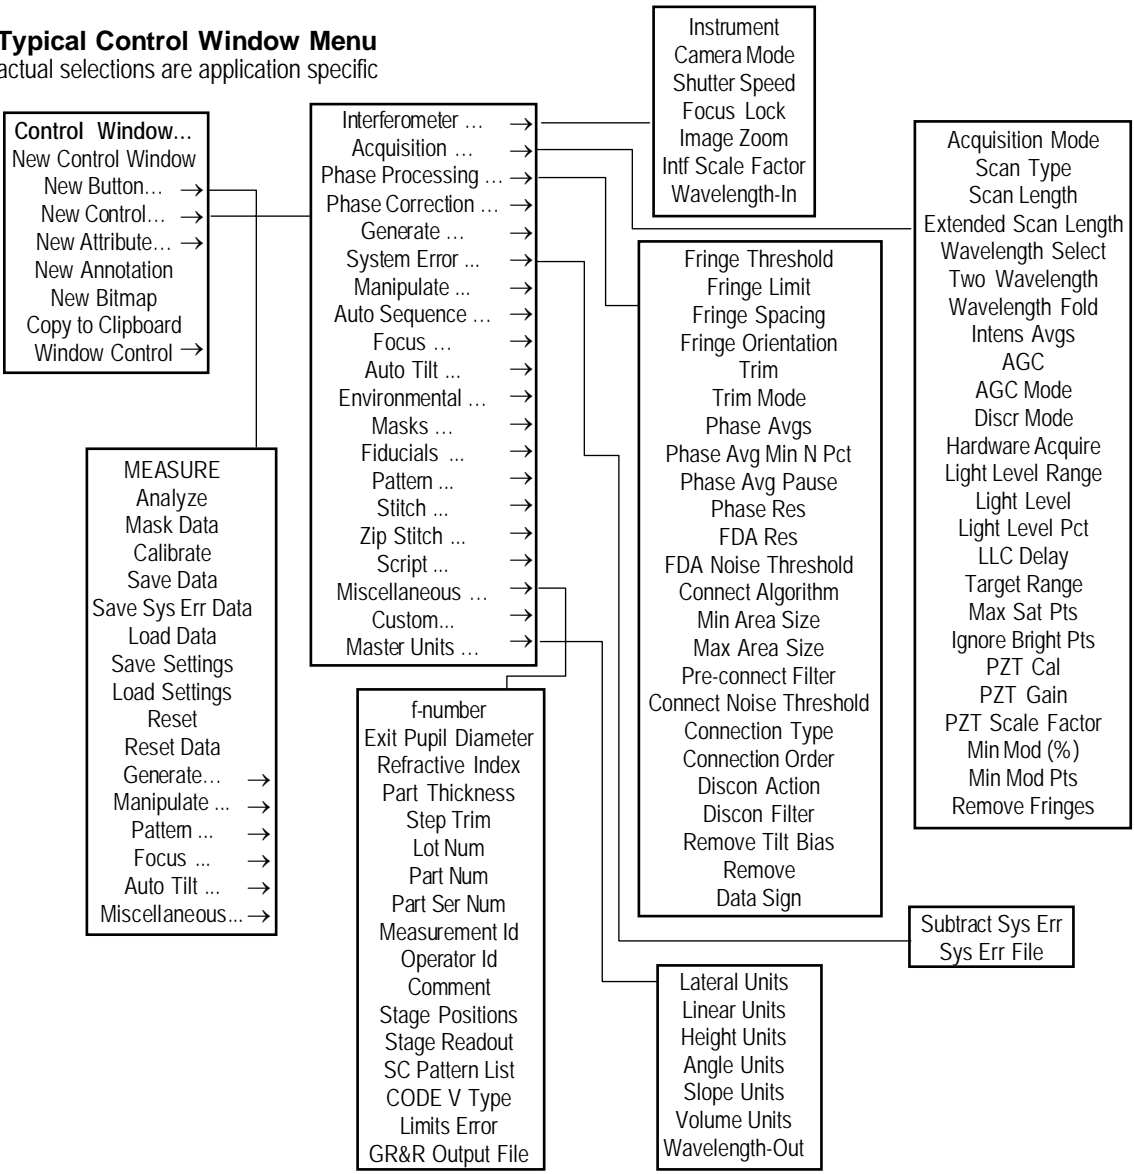 Typical Control Window Menu
actual selections are application specific
Control Window...
New Control Window
New Button... →
New Control... →
New Attribute... →
New Annotation
New Bitmap
Copy to Clipboard
Window Control →
MEASURE
Analyze
Mask Data
Calibrate
Save Data
Save Sys Err Data
Load Data
Save Settings
Load Settings
Reset
Reset Data
Generate... →
Manipulate ... →
Pattern ... →
Focus ... →
Auto Tilt ... →
Miscellaneous... →
Interferometer ... →
Acquisition ... →
Phase Processing ... →
Phase Correction ... →
Generate ... →
System Error ... →
Manipulate ... →
Auto Sequence ... →
Focus ... →
Auto Tilt ... →
Environmental ... →
Masks ... →
Fiducials ... →
Pattern ... →
Stitch ... →
Zip Stitch ... →
Script ... →
Miscellaneous ... →
Custom... →
Master Units ... →
f-number
Exit Pupil Diameter
Refractive Index
Part Thickness
Step Trim
Lot Num
Part Num
Part Ser Num
Measurement Id
Operator Id
Comment
Stage Positions
Stage Readout
SC Pattern List
CODE V Type
Limits Error
GR&R Output File
Instrument
Camera Mode
Shutter Speed
Focus Lock
Image Zoom
Intf Scale Factor
Wavelength-In
Fringe Threshold
Fringe Limit
Fringe Spacing
Fringe Orientation
Trim
Trim Mode
Phase Avgs
Phase Avg Min N Pct
Phase Avg Pause
Phase Res
FDA Res
FDA Noise Threshold
Connect Algorithm
Min Area Size
Max Area Size
Pre-connect Filter
Connect Noise Threshold
Connection Type
Connection Order
Discon Action
Discon Filter
Remove Tilt Bias
Remove
Data Sign
Lateral Units
Linear Units
Height Units
Angle Units
Slope Units
Volume Units
Wavelength-Out
Acquisition Mode
Scan Type
Scan Length
Extended Scan Length
Wavelength Select
Two Wavelength
Wavelength Fold
Intens Avgs
AGC
AGC Mode
Discr Mode
Hardware Acquire
Light Level Range
Light Level
Light Level Pct
LLC Delay
Target Range
Max Sat Pts
Ignore Bright Pts
PZT Cal
PZT Gain
PZT Scale Factor
Min Mod (%)
Min Mod Pts
Remove Fringes
Subtract Sys Err
Sys Err File